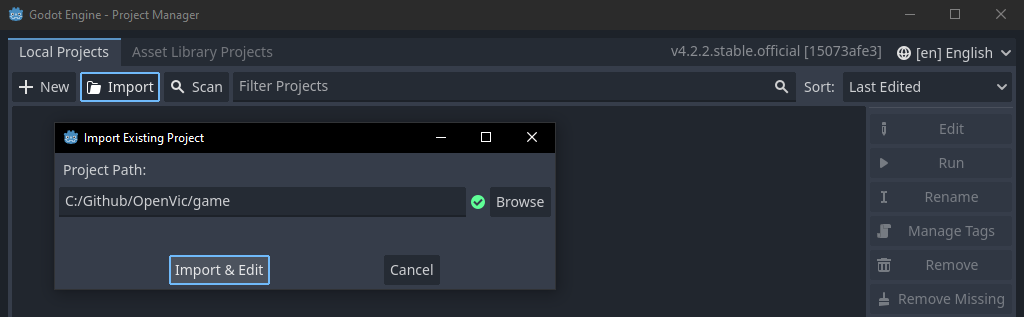 Godot Engine - Project Manager
Local Projects
Asset Library Projects
v4.2.2.stable.official [15073afe3]
[en] English
New
Import
Scan
Filter Projects
Sort:
Last Edited
Import Existing Project
Project Path:
C:/Github/OpenVic/game
Browse
Import & Edit
Cancel
Edit
Run
Rename
Manage Tags
Remove
Remove Missing